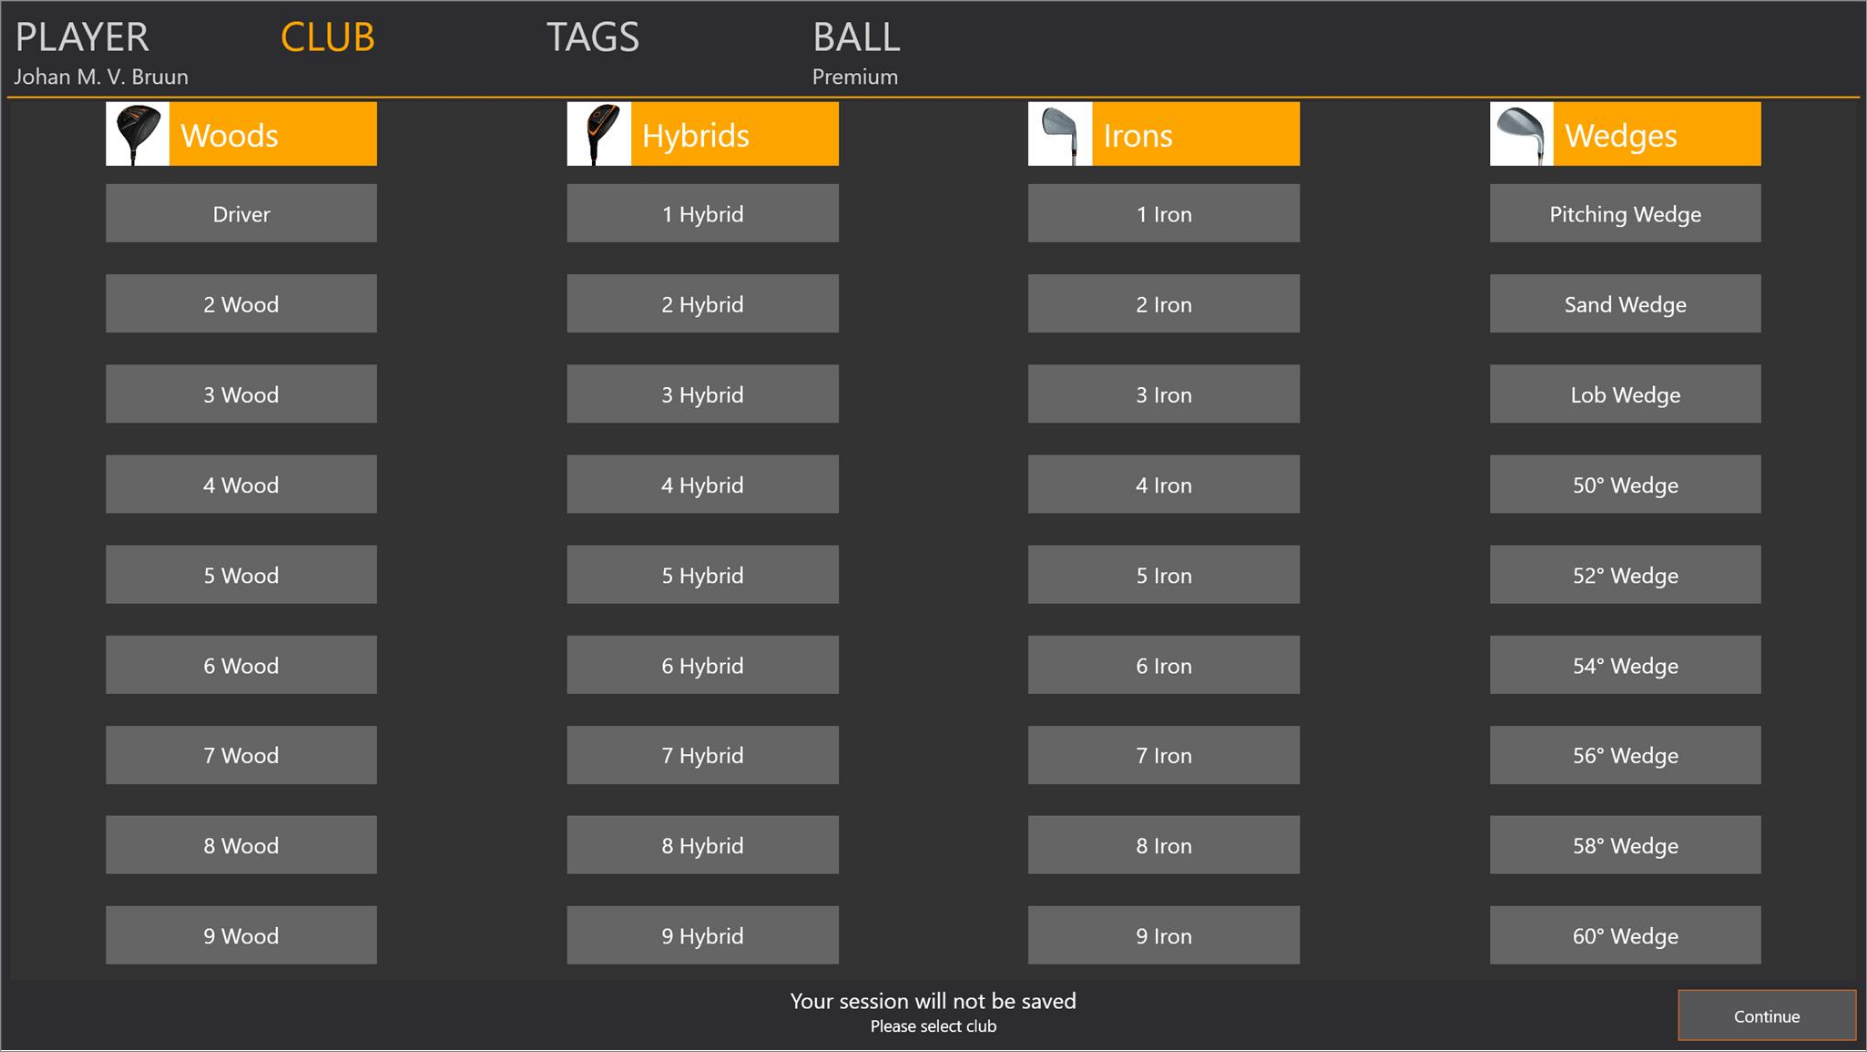 PLAYER CLUB TAGS BALL
Johan M. V. Bruun Premium
Woods Hybrids Irons Wedges
Driver 1 Hybrid 1 Iron Pitching Wedge
2 Wood 2 Hybrid 2 Iron Sand Wedge
3 Wood 3 Hybrid 3 Iron Lob Wedge
4 Wood 4 Hybrid 4 Iron 50° Wedge
5 Wood 5 Hybrid 5 Iron 52° Wedge
6 Wood 6 Hybrid 6 Iron 54° Wedge
7 Wood 7 Hybrid 7 Iron 56° Wedge
8 Wood 8 Hybrid 8 Iron 58° Wedge
9 Wood 9 Hybrid 9 Iron 60° Wedge
Your session will not be saved
Please select club
Continue